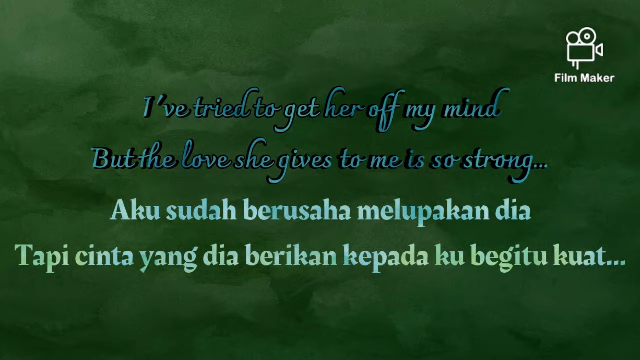 Film Maker
I've tried to get her off my mind
But the love she gives to me is so strong...
Aku sudah berusaha melupakan dia
Tapi cinta yang dia berikan kepada ku begitu kuat...